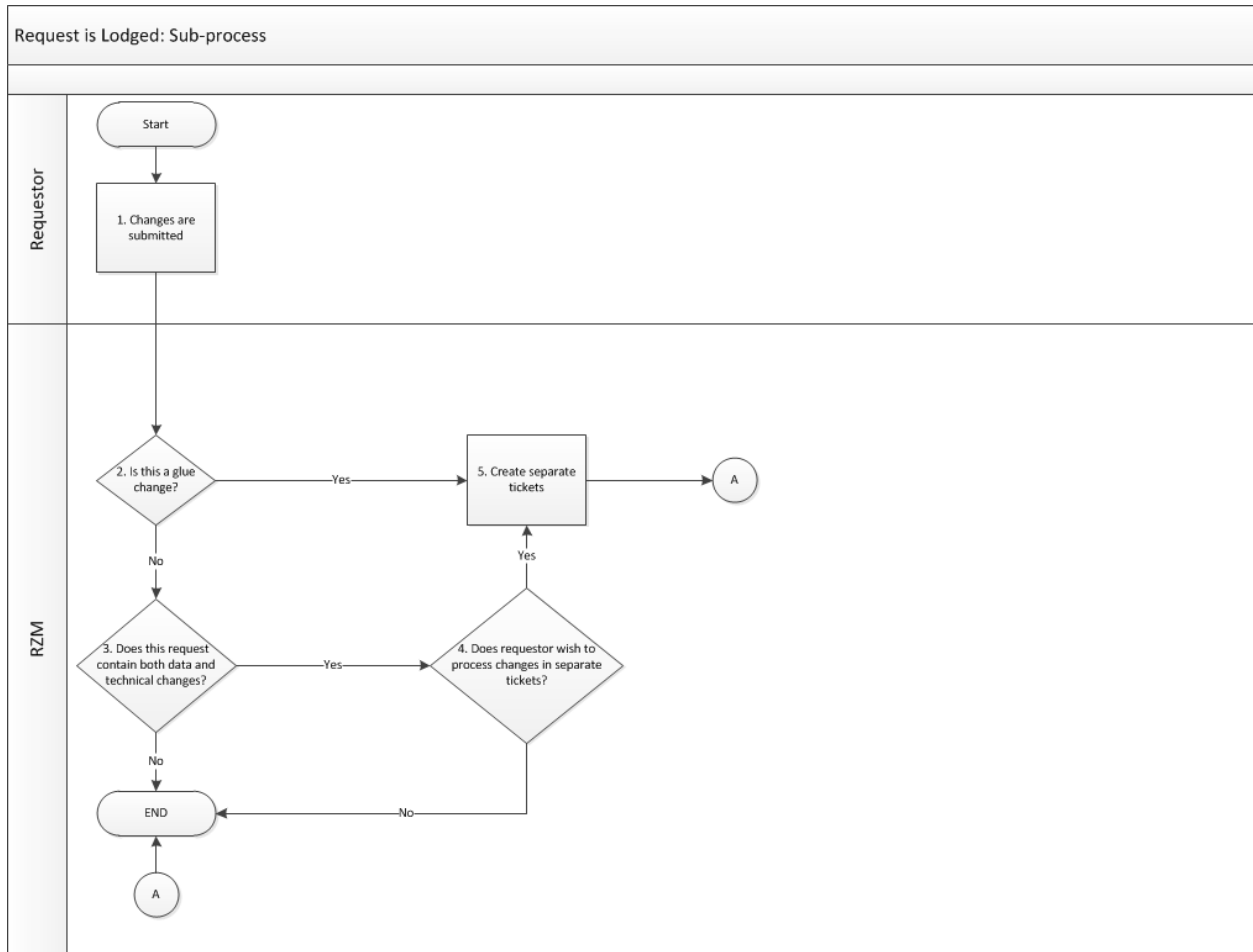 Request is Lodged: Sub-process
Requestor
Start
1. Changes are
submitted
RZM
2. Is this a glue
change?
Yes
5. Create separate
tickets
A
No
Yes
3. Does this request
contain both data and
technical changes?
Yes
4. Does requestor wish to
process changes in separate
tickets?
No
END
No
A